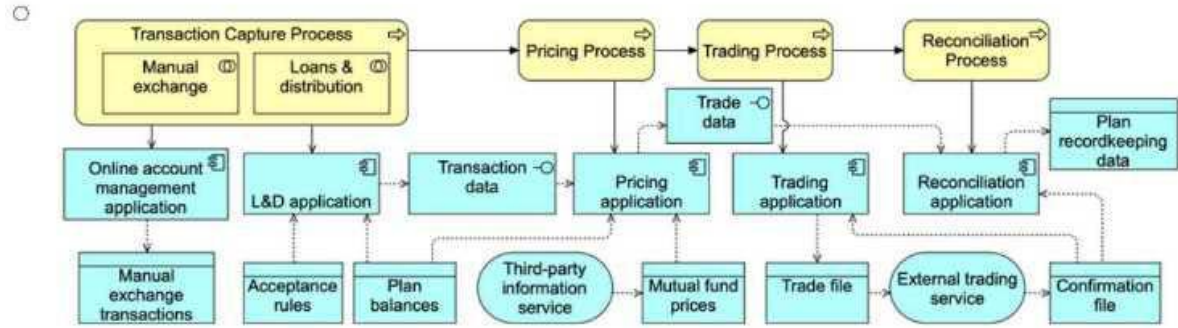 Transaction Capture Process
Manual
exchange
Loans &
distribution
Pricing Process
Trading Process
Reconciliation
Process
Trade
data
Plan
recordkeeping
data
Online account
management
application
L&D application
Transaction
data
Pricing
application
Trading
application
Reconciliation
application
Manual
exchange
transactions
Acceptance
rules
Plan
balances
Third-party
information
service
Mutual fund
prices
Trade file
External trading
service
Confirmation
file